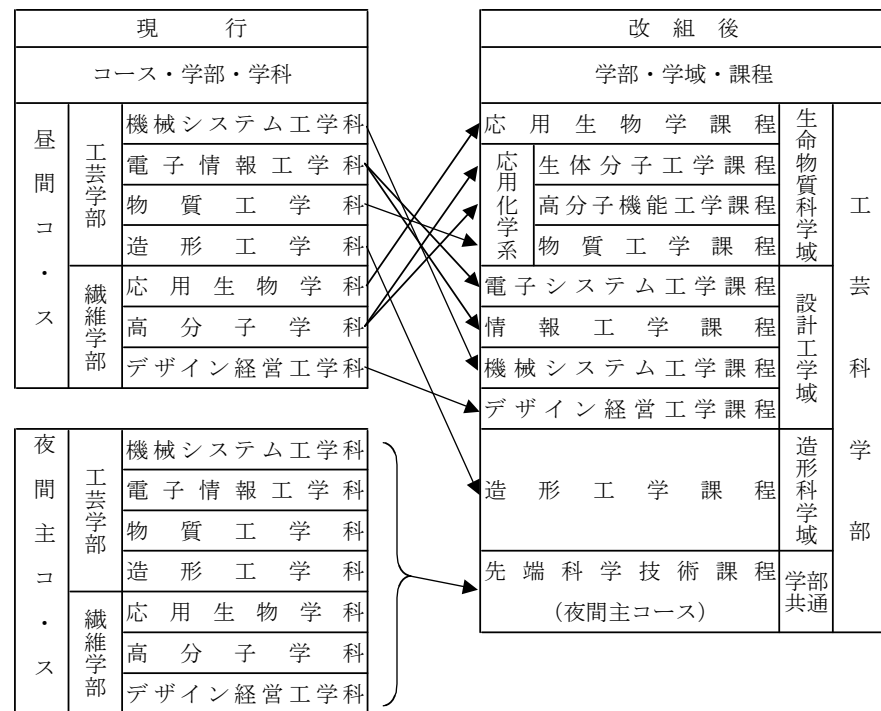 現行
コース・学部・学科
昼間コ・ス
工芸学部
機械システム工学科
電子情報工学科
物質工学科
造形工学科
繊維学部
応用生物学科
高分子学科
デザイン経営工学科
夜間主コ・ス
工芸学部
機械システム工学科
電子情報工学科
物質工学科
造形工学科
繊維学部
応用生物学科
高分子学科
デザイン経営工学科
改組後
学部・学域・課程
応用生物学課程
応用化学系
生体分子工学課程
高分子機能工学課程
物質工学課程
生命物質科学域
電子システム工学課程
情報工学課程
機械システム工学課程
デザイン経営工学課程
設計工学域
造形工学課程
造形科学域
先端科学技術課程
(夜間主コース)
学部
共通
工芸科学部